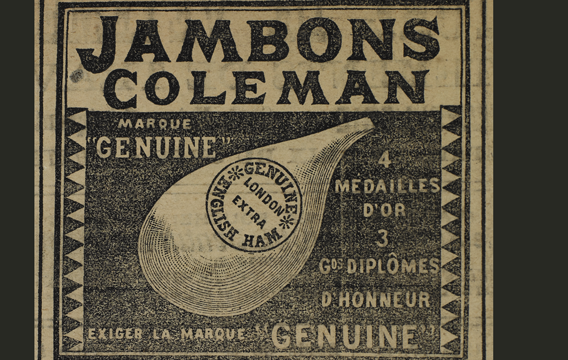 JAMBONS
COLEMAN
MARQUE
"GENUINE"
GENUINE
LONDON
EXTRA
ENGLISH HAM
4
MEDAILLES
D'OR
3
Gds DIPLÔMES
D'HONNEUR
EXIGER LA MARQUE "GENUINE"